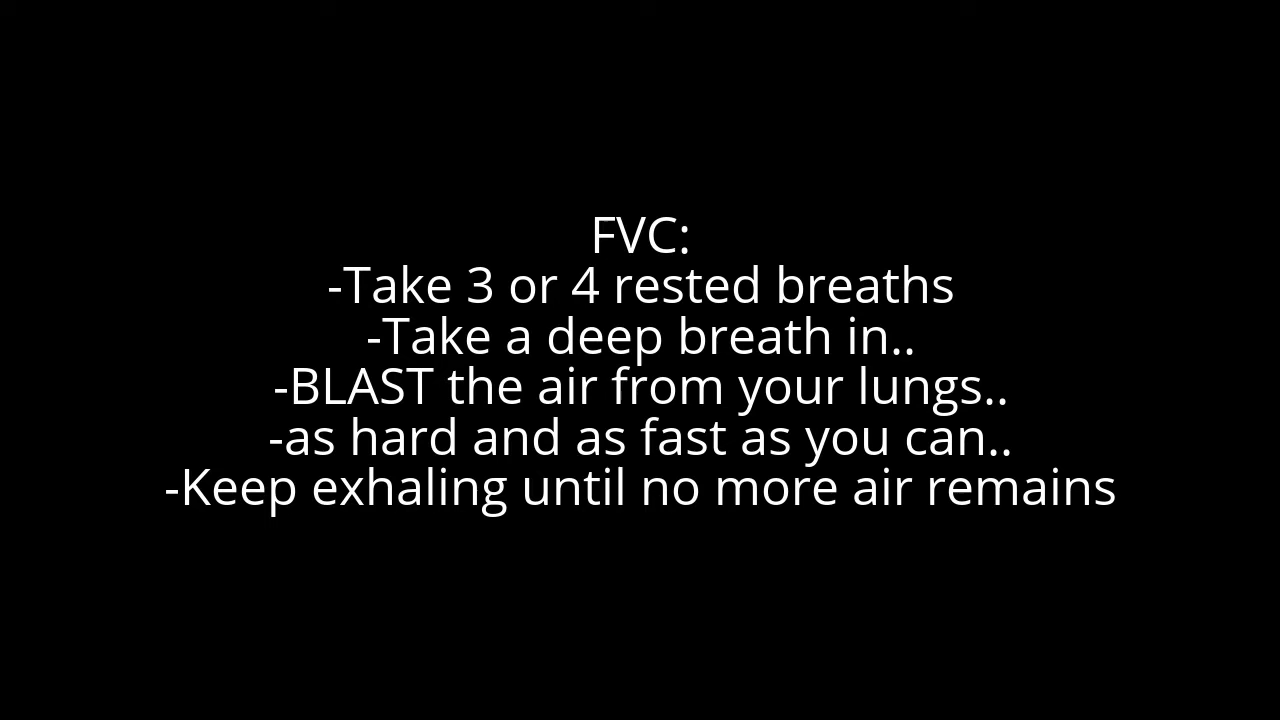 FVC:
-Take 3 or 4 rested breaths
-Take a deep breath in..
-BLAST the air from your lungs..
-as hard and as fast as you can..
-Keep exhaling until no more air remains